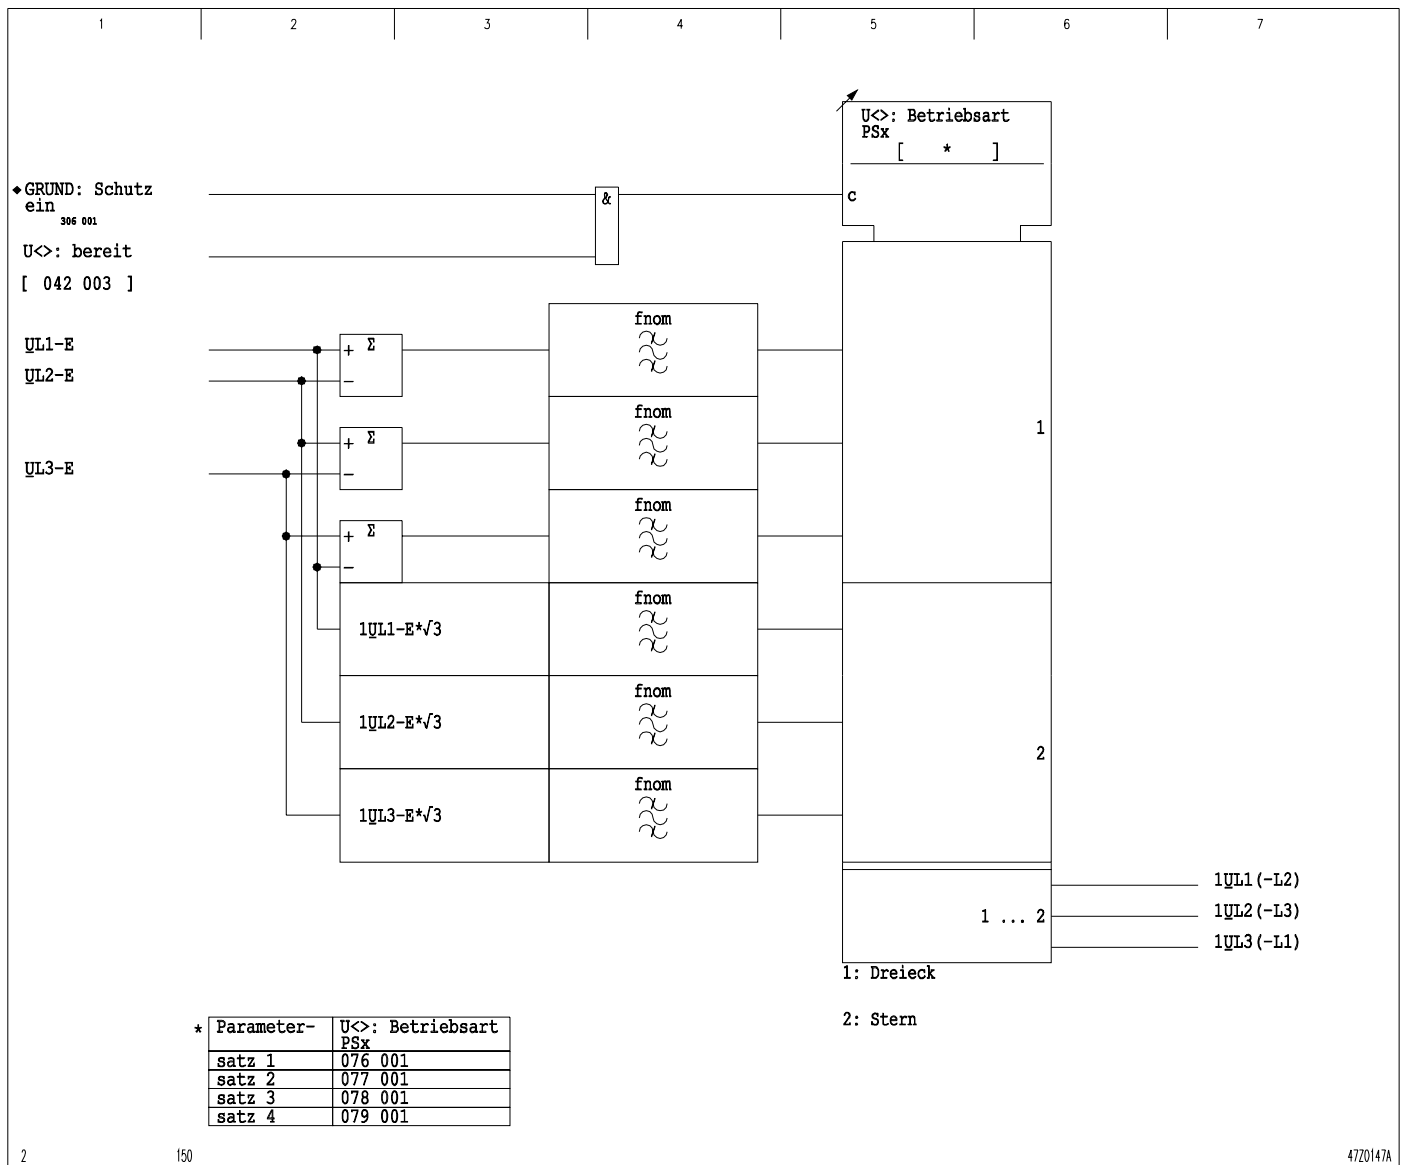 1 2 3 4 5 6 7
U<>: Betriebsart
PSx
[ * ]
◆GRUND: Schutz
ein
306 001
&
C
U<>: bereit
[ 042 003 ]
fnom
UL1-E
+ Σ
UL2-E
−
fnom
+ Σ
1
UL3-E
−
fnom
+ Σ
−
fnom
1UL1-E*√3
fnom
1UL2-E*√3
2
fnom
1UL3-E*√3
1UL1(-L2)
1 ... 2
1UL2(-L3)
1UL3(-L1)
1: Dreieck
2: Stern
* Parameter- U<>: Betriebsart
PSx
satz 1 076 001
satz 2 077 001
satz 3 078 001
satz 4 079 001
2 150 47Z0147A